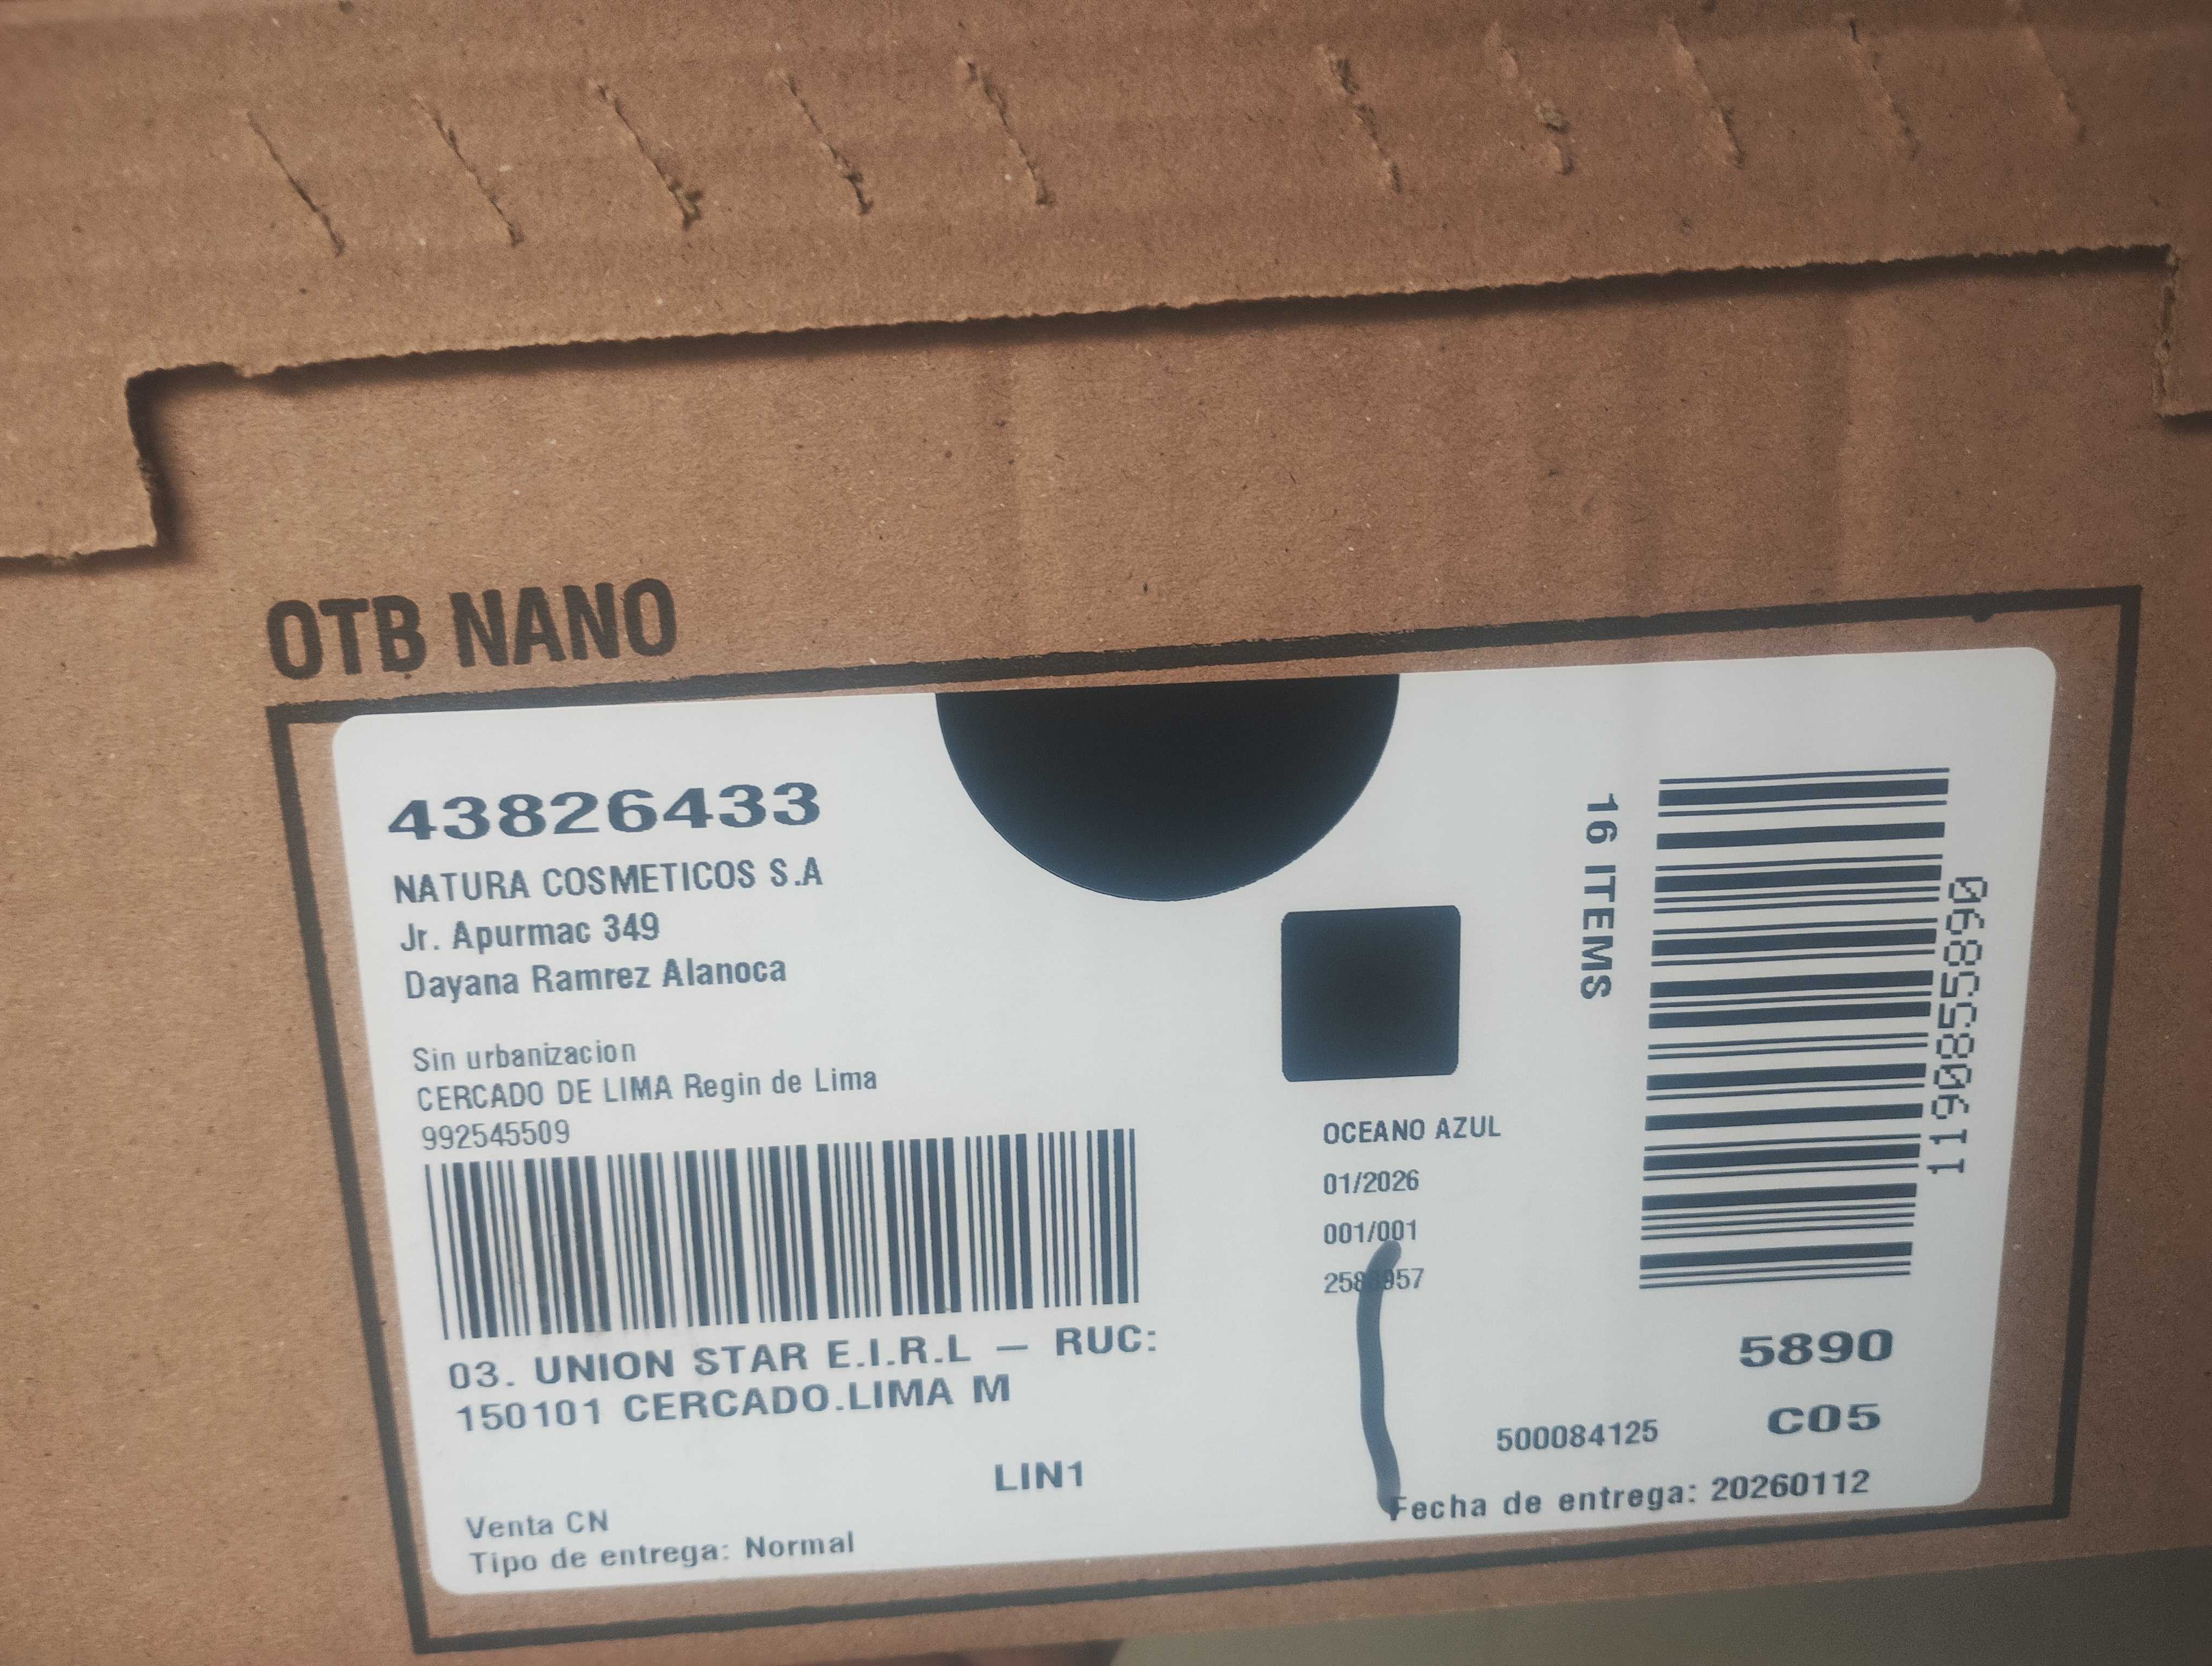 OTB NANO
43826433
NATURA COSMETICOS S.A
Jr. Apurmac 349
Dayana Ramrez Alanoca
Sin urbanizacion
CERCADO DE LIMA Regin de Lima
992545509
03. UNION STAR E.I.R.L – RUC:
150101 CERCADO.LIMA M
LIN1
Venta CN
Tipo de entrega: Normal
16 ITEMS
1190855890
OCEANO AZUL
01/2026
001/001
5890
C05
500084125
Fecha de entrega: 20260112